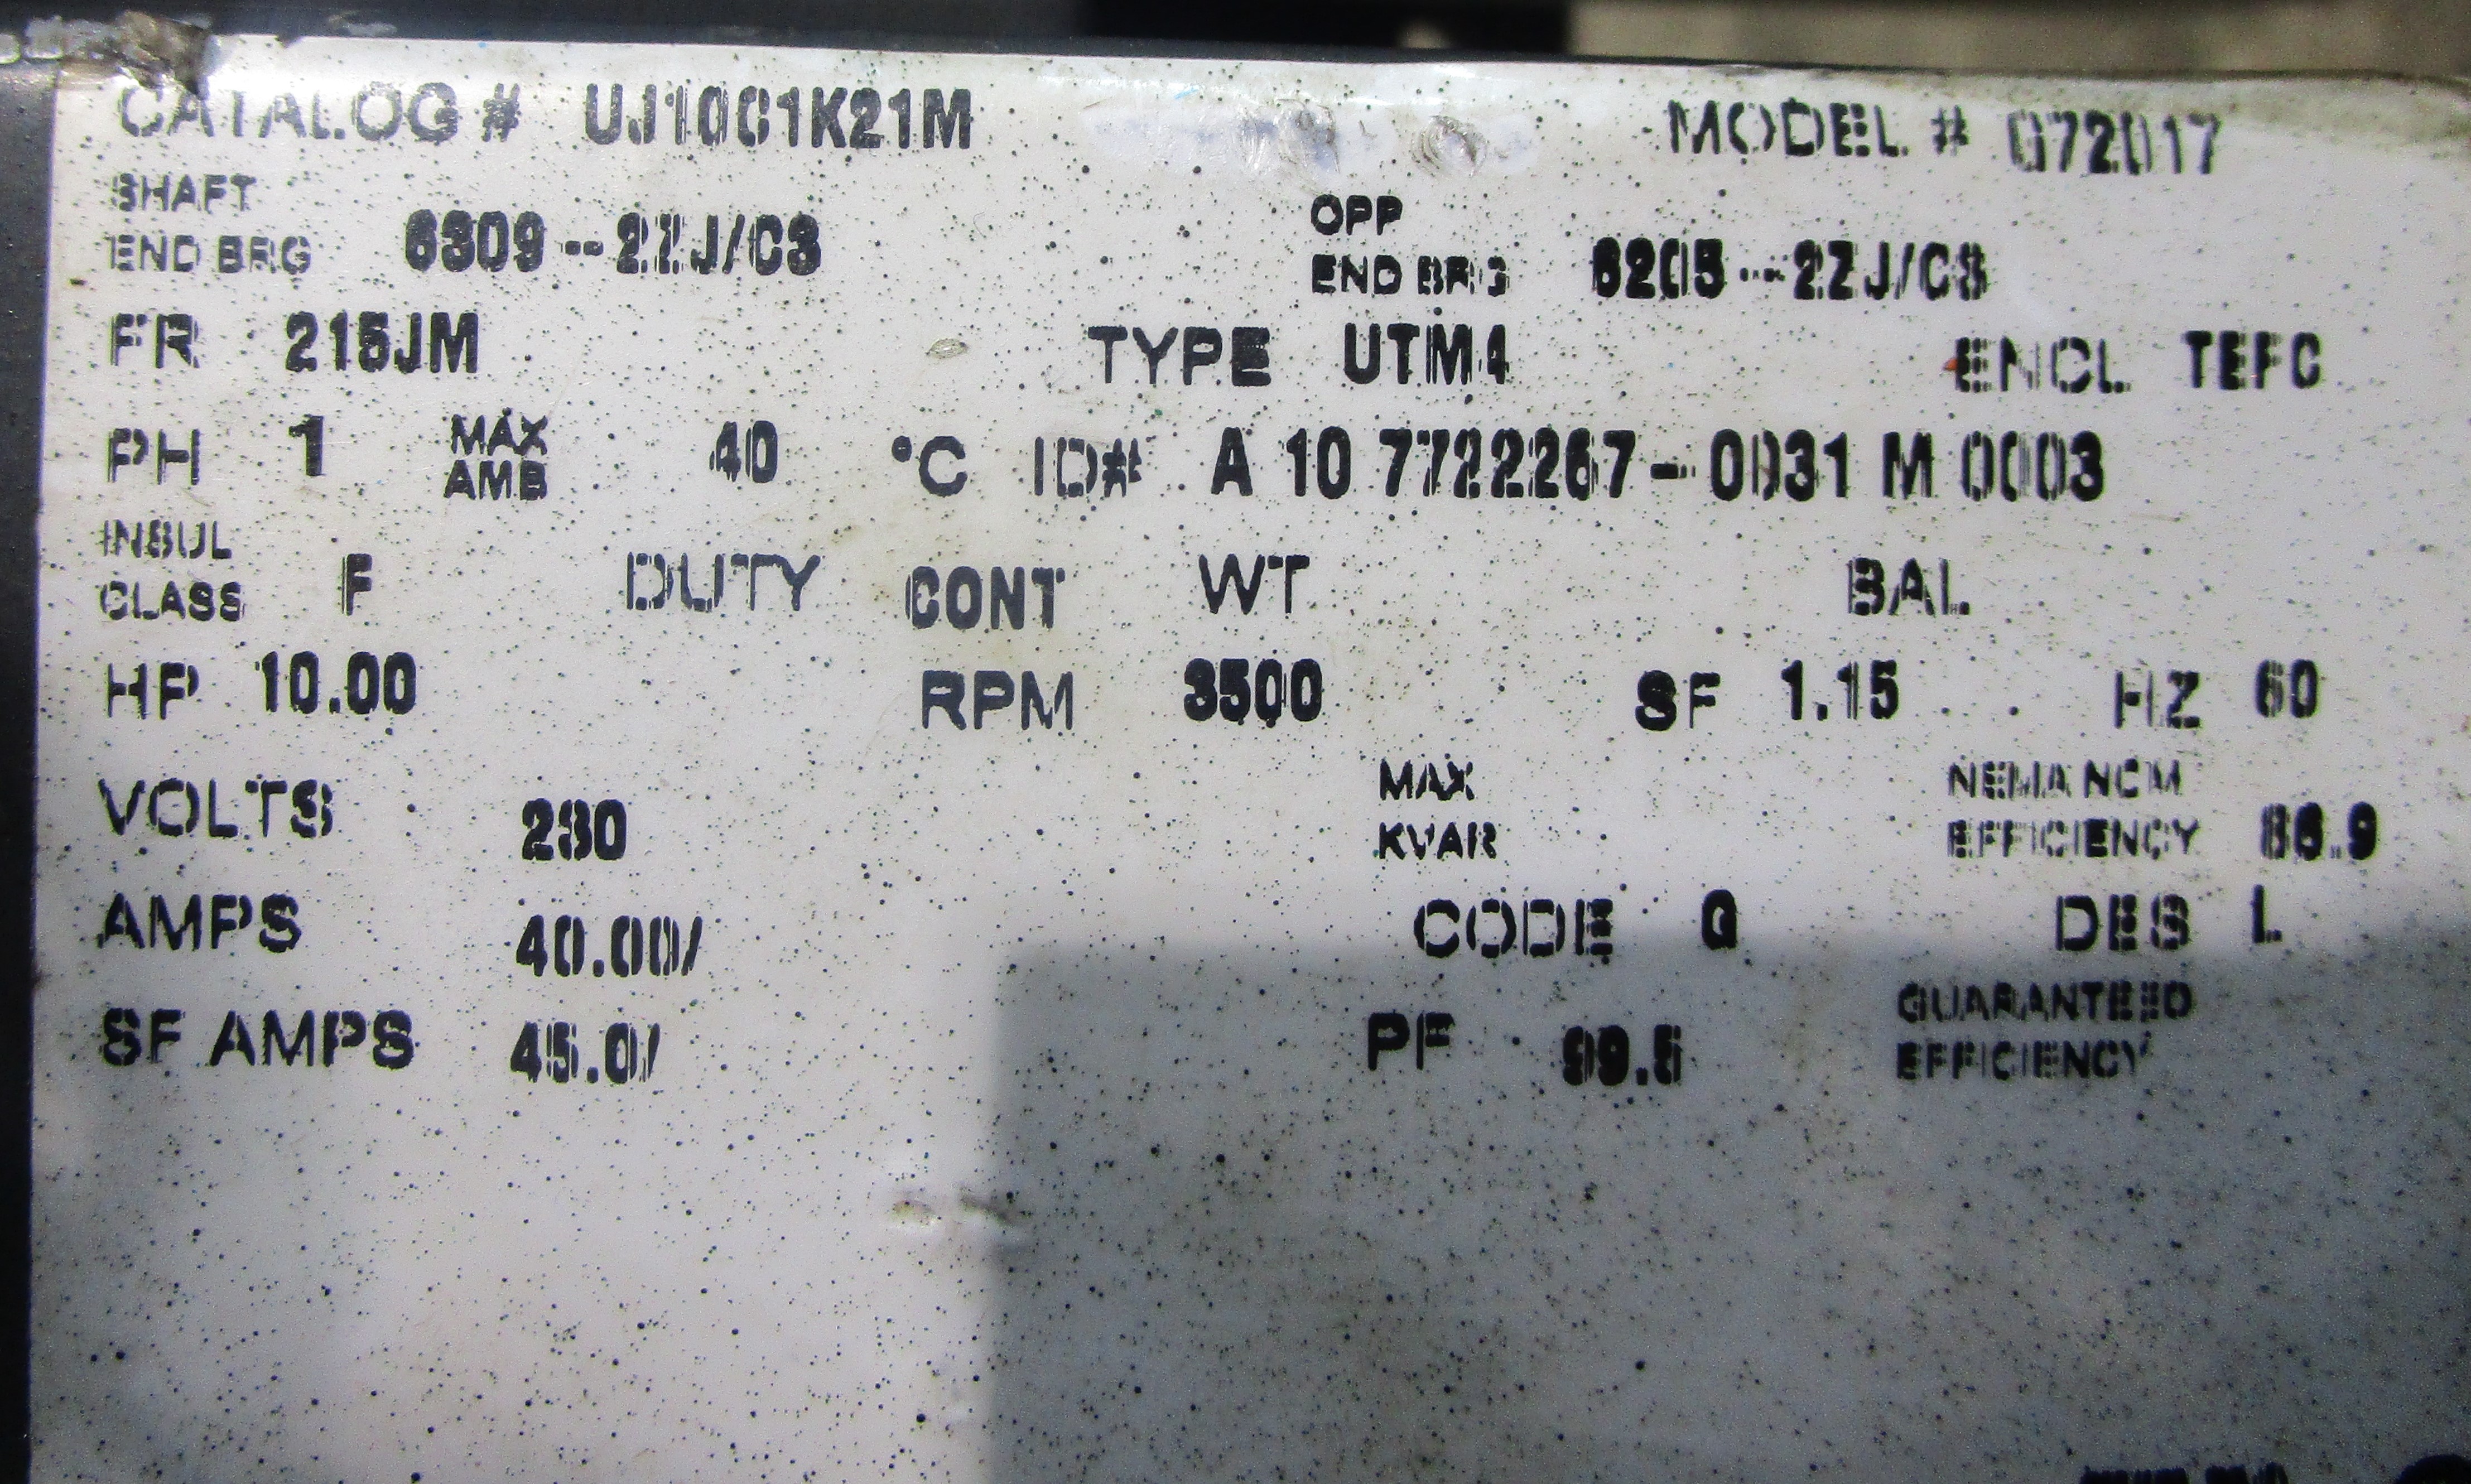 CATALOG # UJ10C1K21M MODEL # G72017
SHAFT END BRG 6309--2ZJ/C3 OPP END BRG 6205--2ZJ/C3
FR 215JM TYPE UTM4 ENCL TEFC
PH 1 MAX AMB 40 °C ID# A 10 7722267-0031 M 0003
INSUL CLASS F DUTY CONT WT BAL
HP 10.00 RPM 3500 SF 1.15 HZ 60
VOLTS 230 MAX KVAR NEMA NOM EFFICIENCY
AMPS 40.00/ CODE G DES L
SF AMPS 45.0/ PF 99.5 GUARANTEED EFFICIENCY